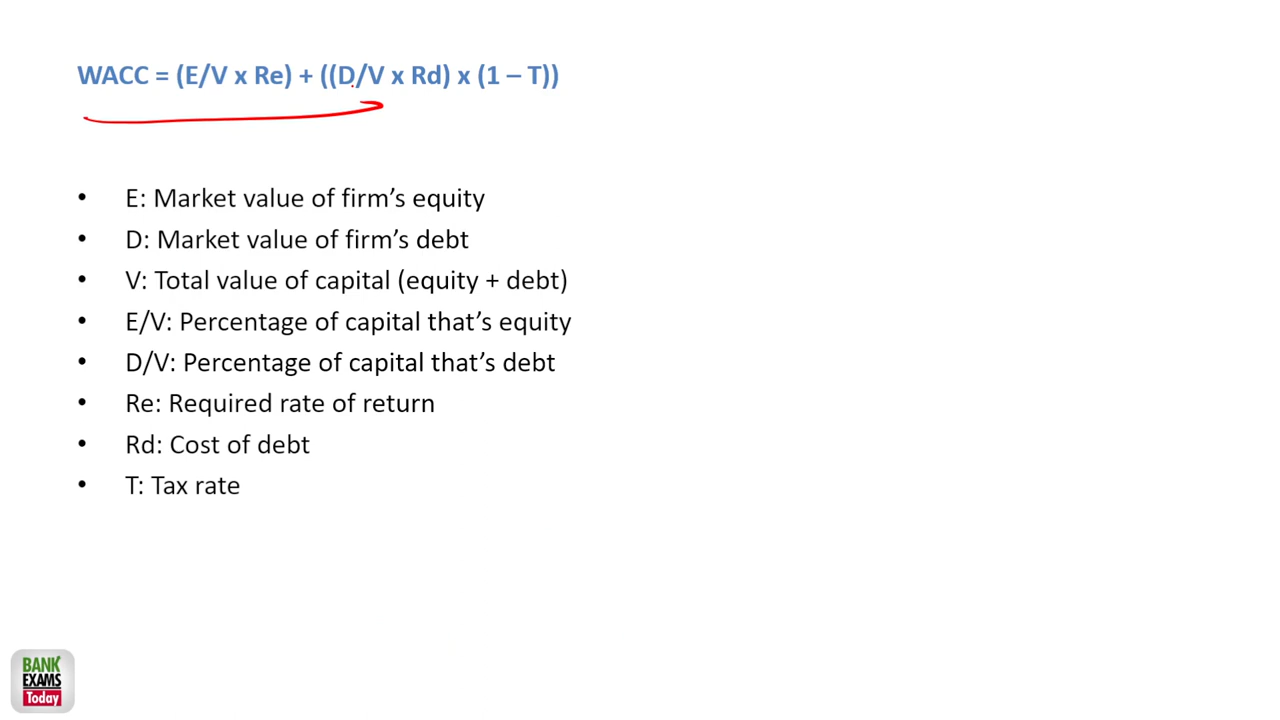 WACC = (E/V x Re) + ((D/V x Rd) x (1 – T))
• E: Market value of firm’s equity
• D: Market value of firm’s debt
• V: Total value of capital (equity + debt)
• E/V: Percentage of capital that’s equity
• D/V: Percentage of capital that’s debt
• Re: Required rate of return
• Rd: Cost of debt
• T: Tax rate
BANK
EXAMS
Today